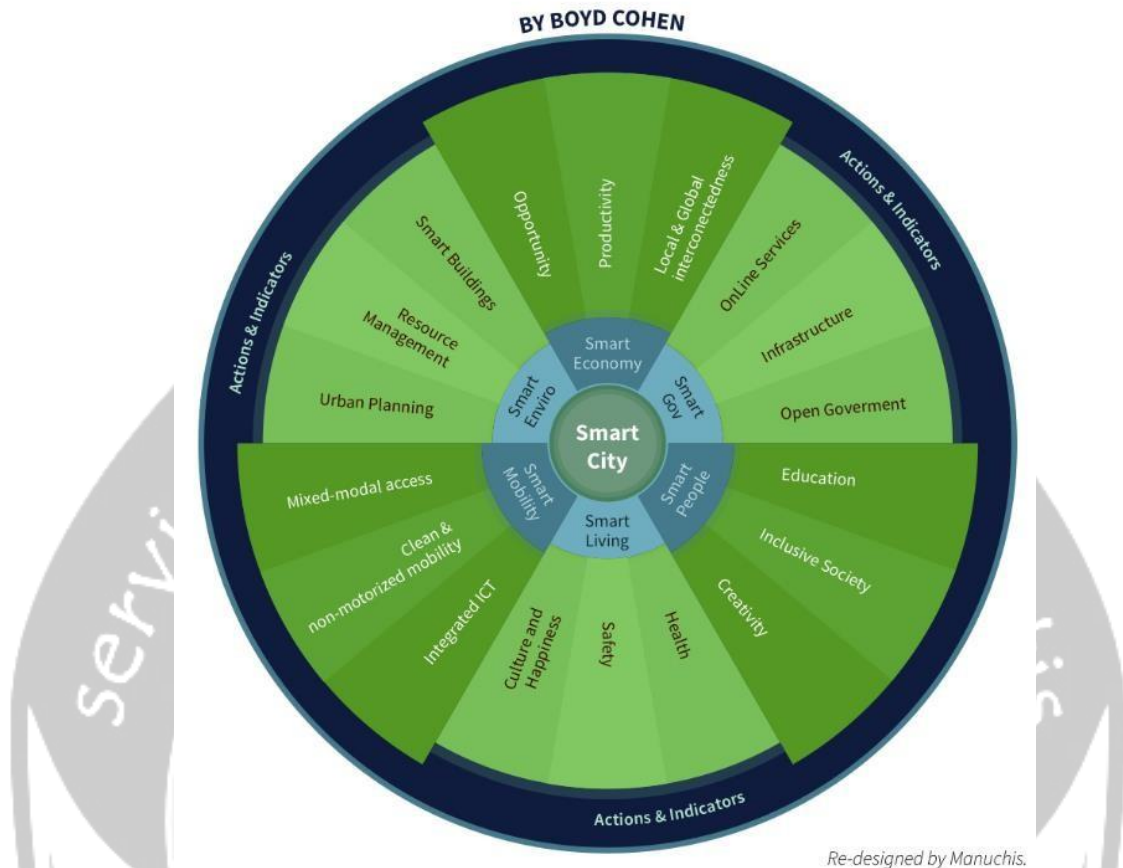 BY BOYD COHEN
Actions & Indicators
Actions & Indicators
Opportunity
Productivity
Local & Global
interconnectedness
Smart Buildings
Resource
Management
Urban Planning
OnLine Services
Infrastructure
Open Goverment
Smart
Economy
Smart
Enviro
Smart
Gov
Smart
City
Smart
Mobility
Smart
People
Smart
Living
Mixed-modal access
Clean &
non-motorized mobility
Integrated ICT
Culture and
Happiness
Safety
Health
Education
Inclusive Society
Creativity
Actions & Indicators
Re-designed by Manuchis.